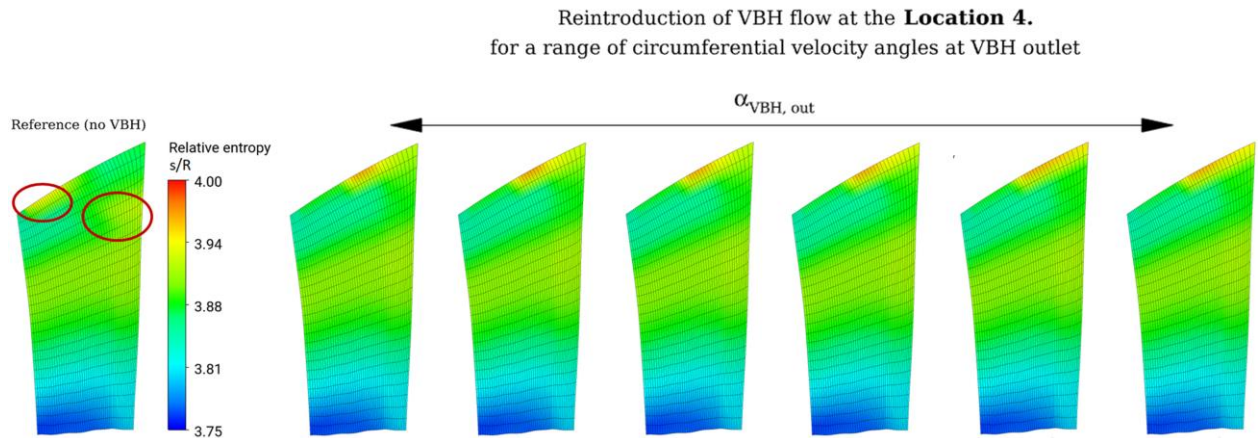 Reintroduction of VBH flow at the Location 4.
for a range of circumferential velocity angles at VBH outlet
αVBH, out
Reference (no VBH)
Relative entropy
s/R
4.00
3.94
3.88
3.81
3.75